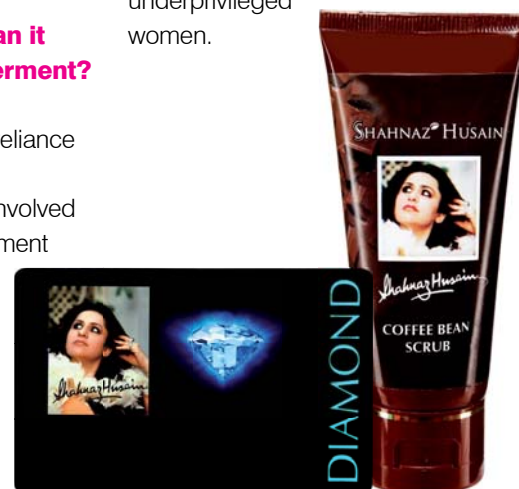 an it
erment?
eliance
nvolved
ment
underprivileged
women.
SHAHNAZ HUSAIN
Shahnaz Husain
COFFEE BEAN
SCRUB
Shahnaz Husain
DIAMOND